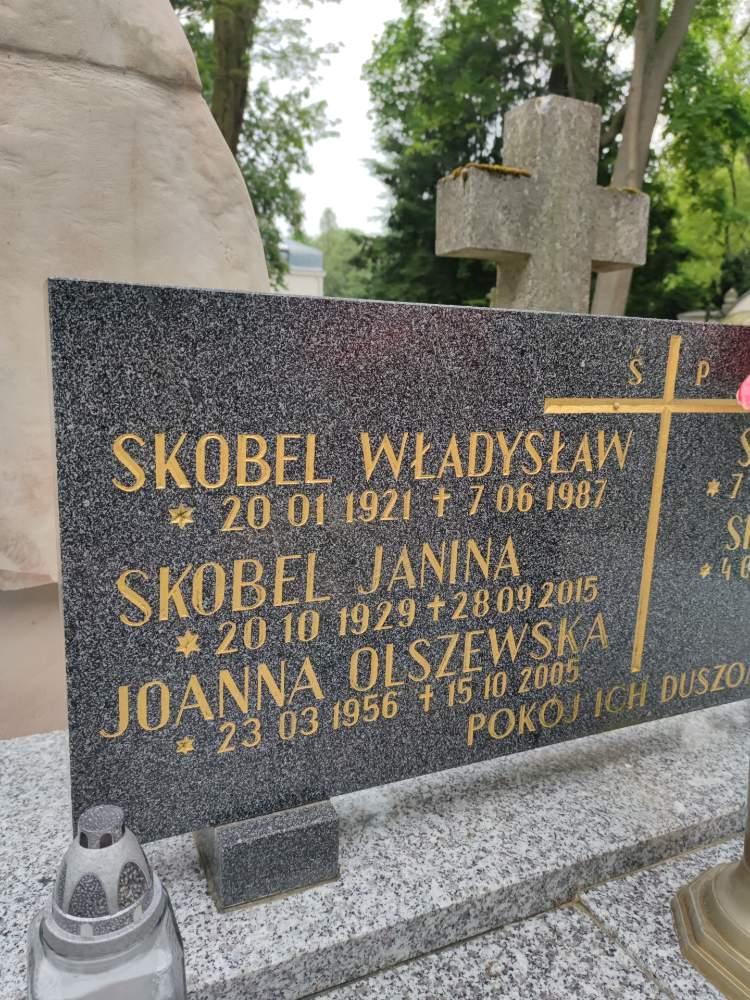 Ś P
SKOBEL WŁADYSŁAW
* 20 01 1921 ✝ 7 06 1987
SKOBEL JANINA
* 20 10 1929 ✝ 28 09 2015
JOANNA OLSZEWSKA
* 23 03 1956 ✝ 15 10 2005
POKÓJ ICH